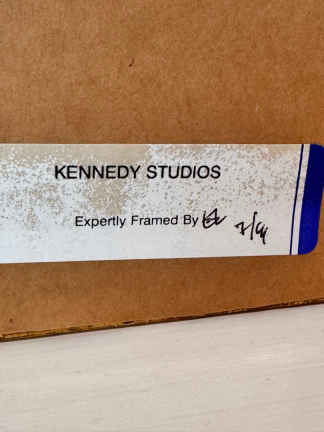 KENNEDY STUDIOS
Expertly Framed By